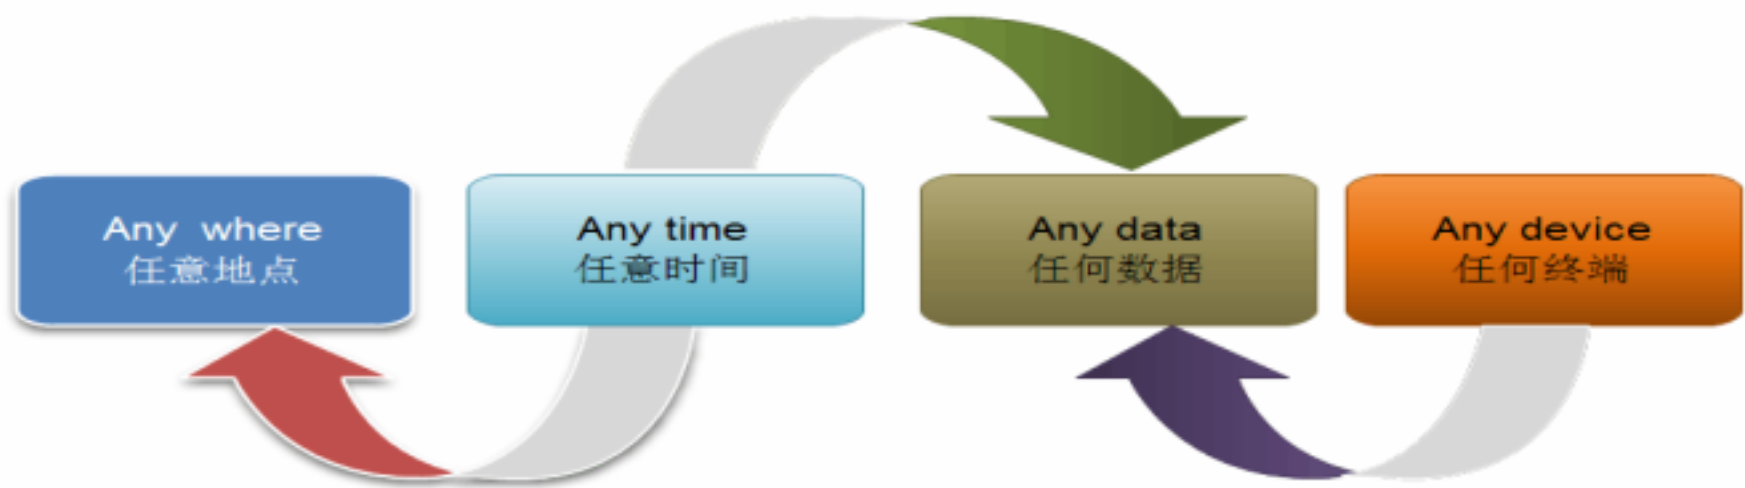 Any where
任意地点
Any time
任意时间
Any data
任何数据
Any device
任何终端